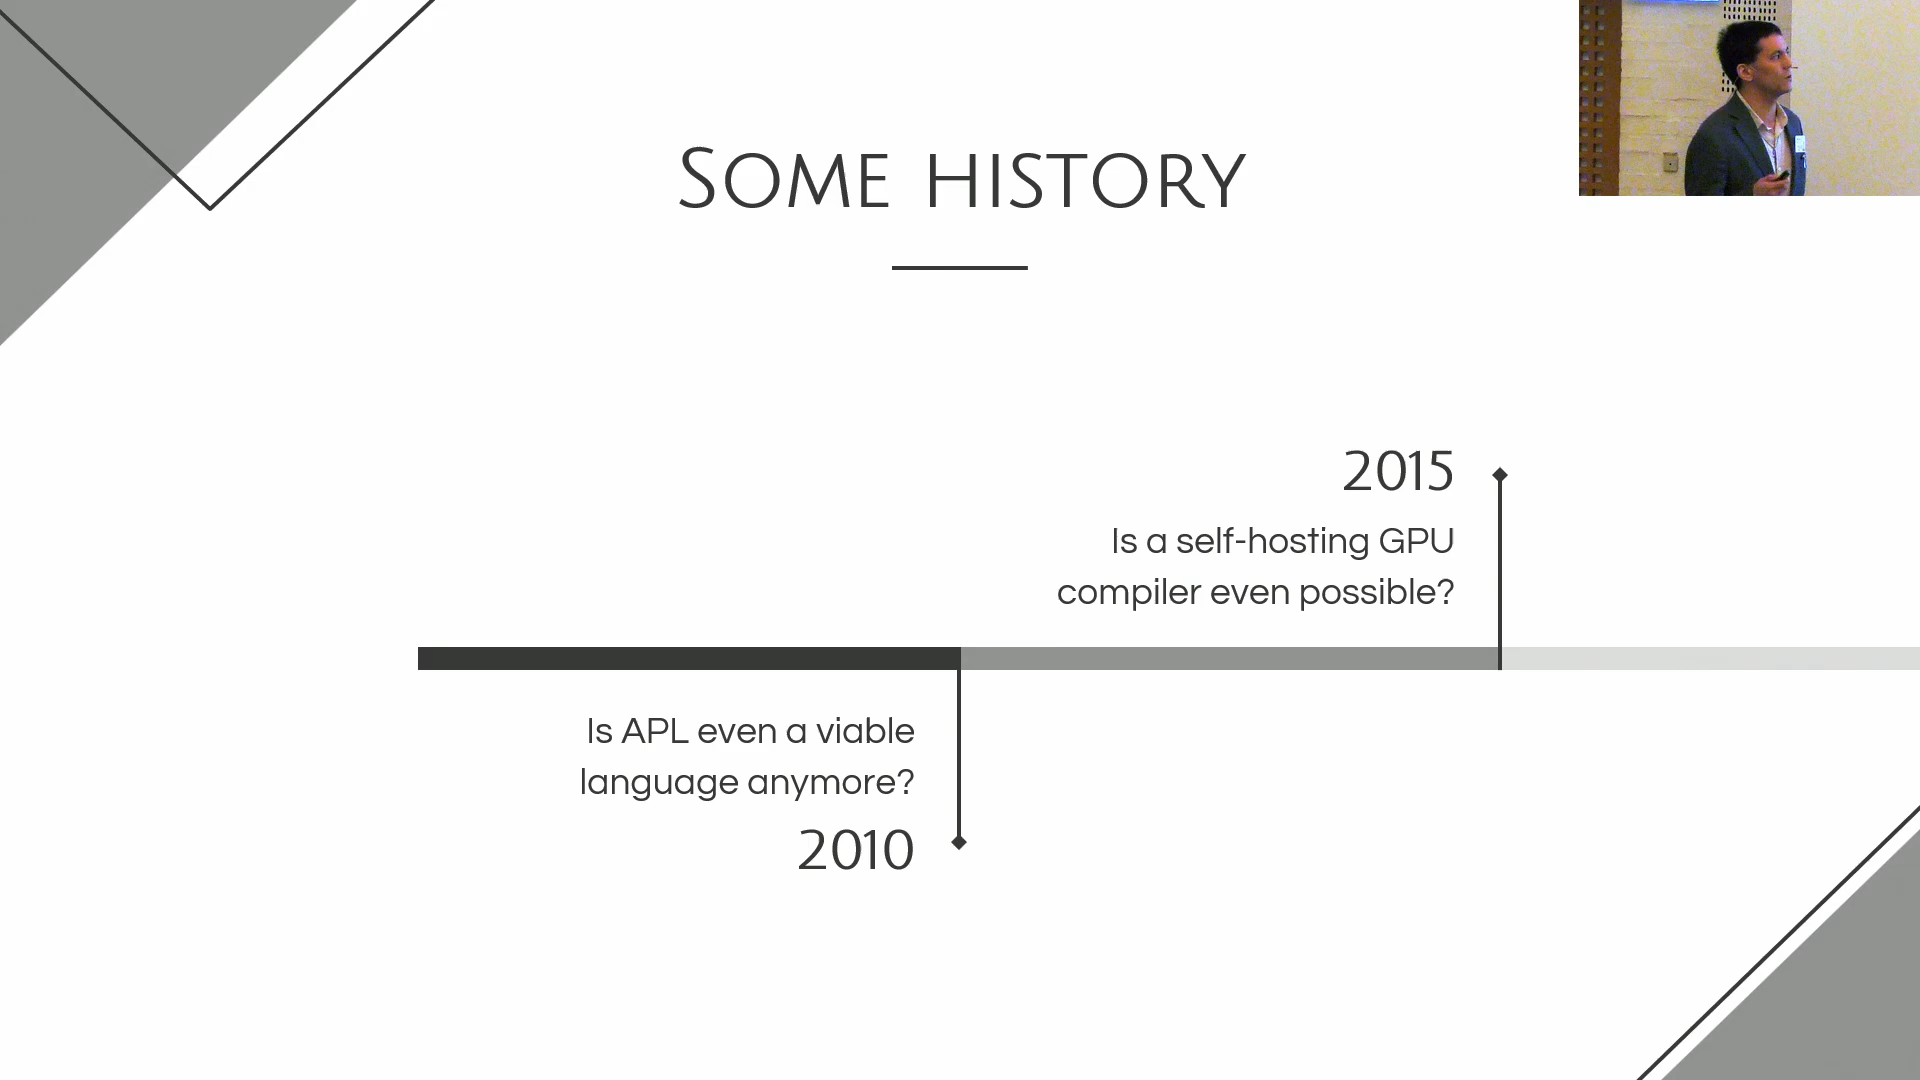 Some history
2015
Is a self-hosting GPU
compiler even possible?
Is APL even a viable
language anymore?
2010